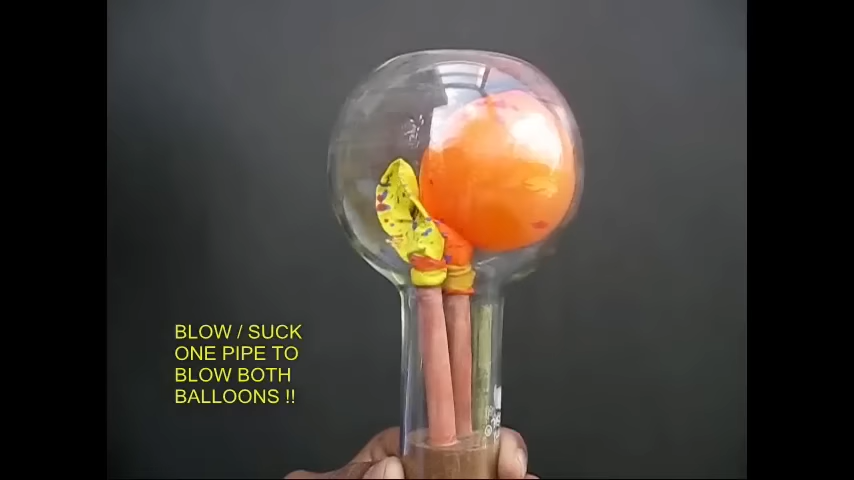 BLOW / SUCK
ONE PIPE TO
BLOW BOTH
BALLOONS !!